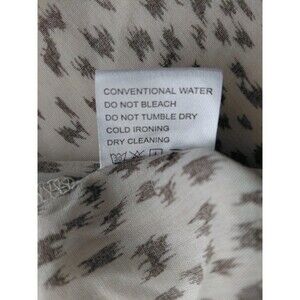 CONVENTIONAL WATER
DO NOT BLEACH
DO NOT TUMBLE DRY
COLD IRONING
DRY CLEANING